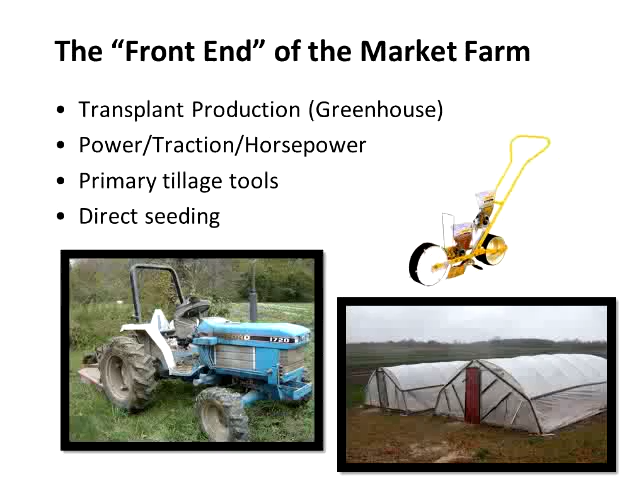 The “Front End” of the Market Farm
• Transplant Production (Greenhouse)
• Power/Traction/Horsepower
• Primary tillage tools
• Direct seeding
1720